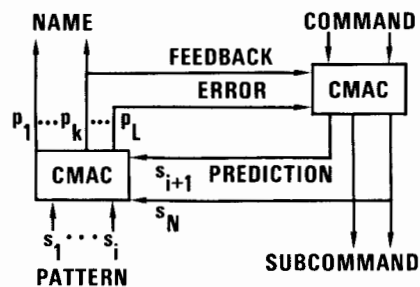 NAME
COMMAND
FEEDBACK
ERROR
CMAC
p1 ... pk ... pL
CMAC
si+1 PREDICTION
sN
s1 ... si
PATTERN
SUBCOMMAND